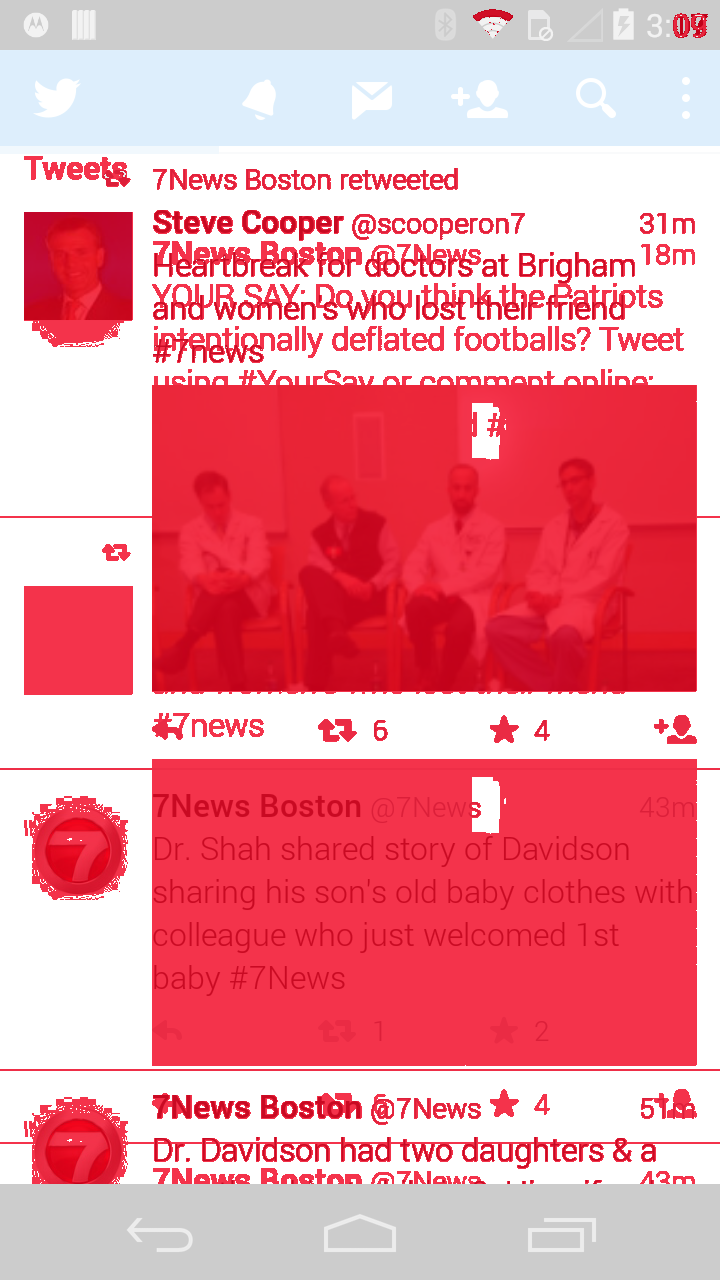 Tweets
7News Boston retweeted
Steve Cooper @scooperon7 31m
7News Boston @7News 18m
Heartbreak for doctors at Brigham
YOUR SAY: Do you think the Patriots
and women's who lost their friend
intentionally deflated footballs? Tweet
#7news
using #YourSay or comment online:
#7news
6 4
7News Boston @7News 43m
Dr. Shah shared story of Davidson
sharing his son's old baby clothes with
colleague who just welcomed 1st
baby #7News
1 2
6 4
7News Boston @7News 51m
Dr. Davidson had two daughters & a
7News Boston @7News 43m